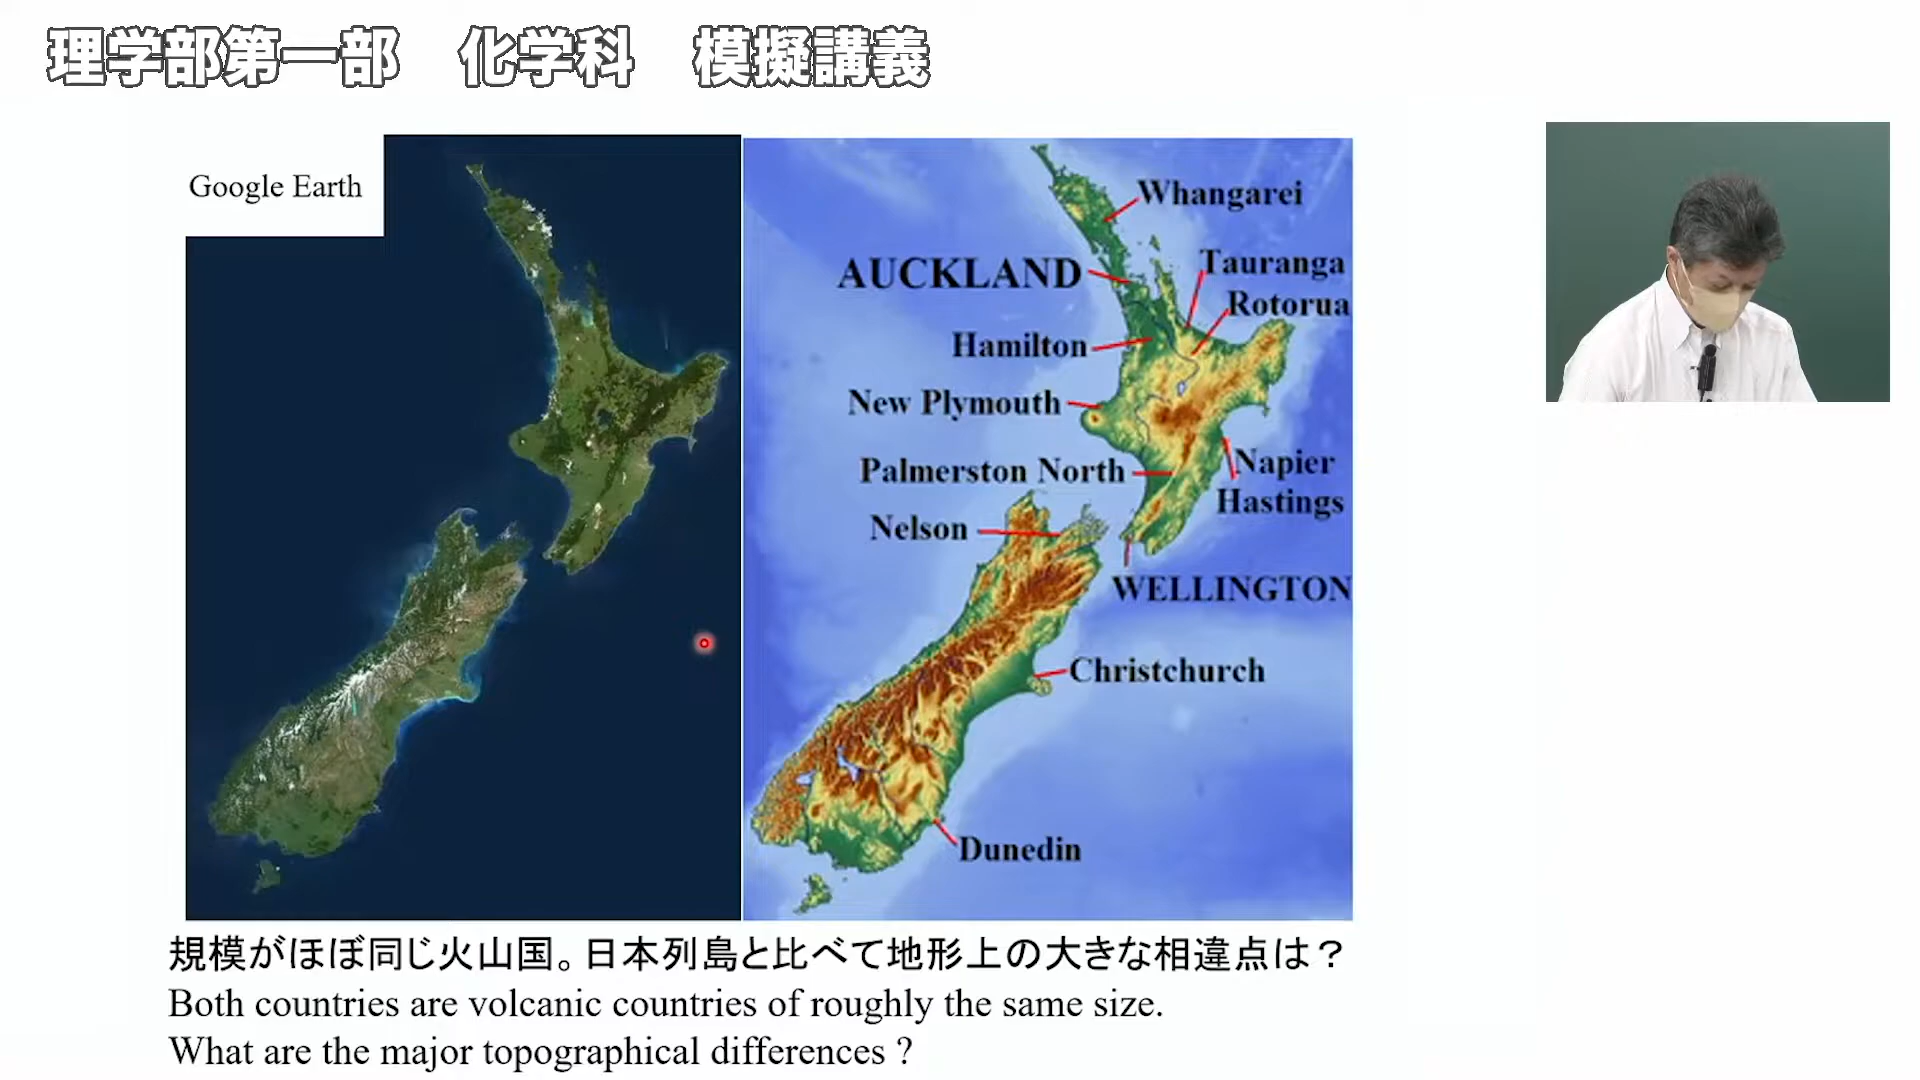 理学部第一部　化学科　模擬講義
Google Earth
Whangarei
AUCKLAND
Tauranga
Rotorua
Hamilton
New Plymouth
Palmerston North
Napier
Hastings
Nelson
WELLINGTON
Christchurch
Dunedin
規模がほぼ同じ火山国。日本列島と比べて地形上の大きな相違点は？
Both countries are volcanic countries of roughly the same size.
What are the major topographical differences ?